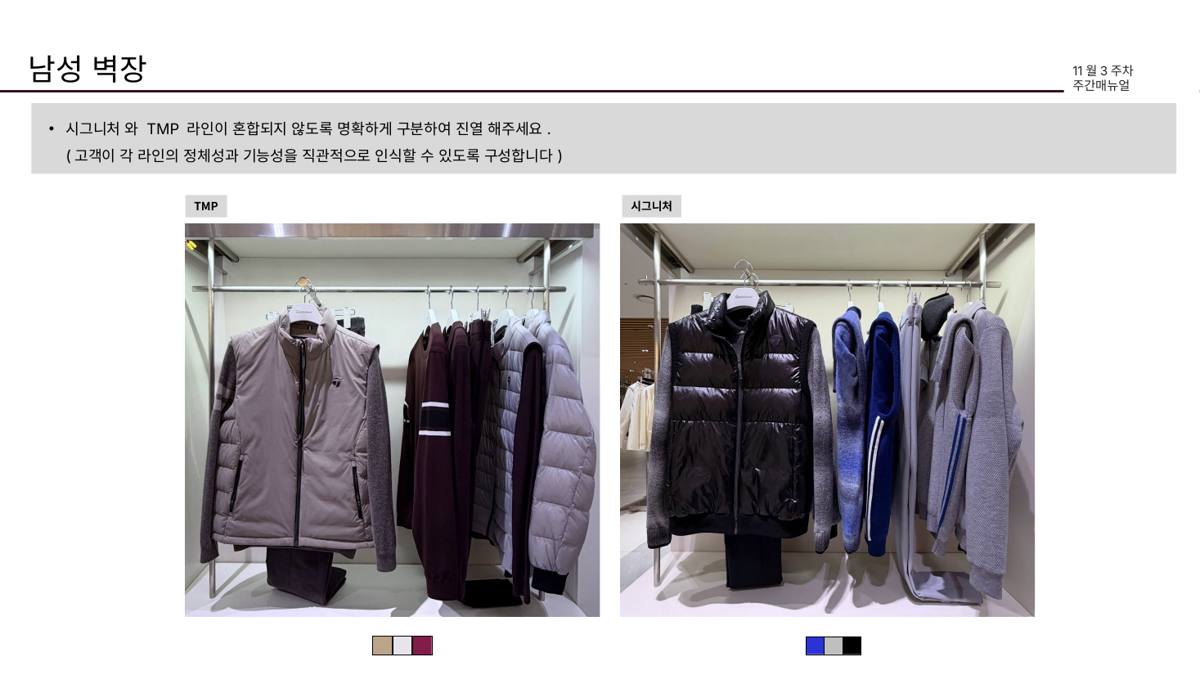 남성 벽장
11 월 3 주차
주간매뉴얼
• 시그니처 와 TMP 라인이 혼합되지 않도록 명확하게 구분하여 진열 해주세요 .
( 고객이 각 라인의 정체성과 기능성을 직관적으로 인식할 수 있도록 구성합니다 )
TMP
시그니처